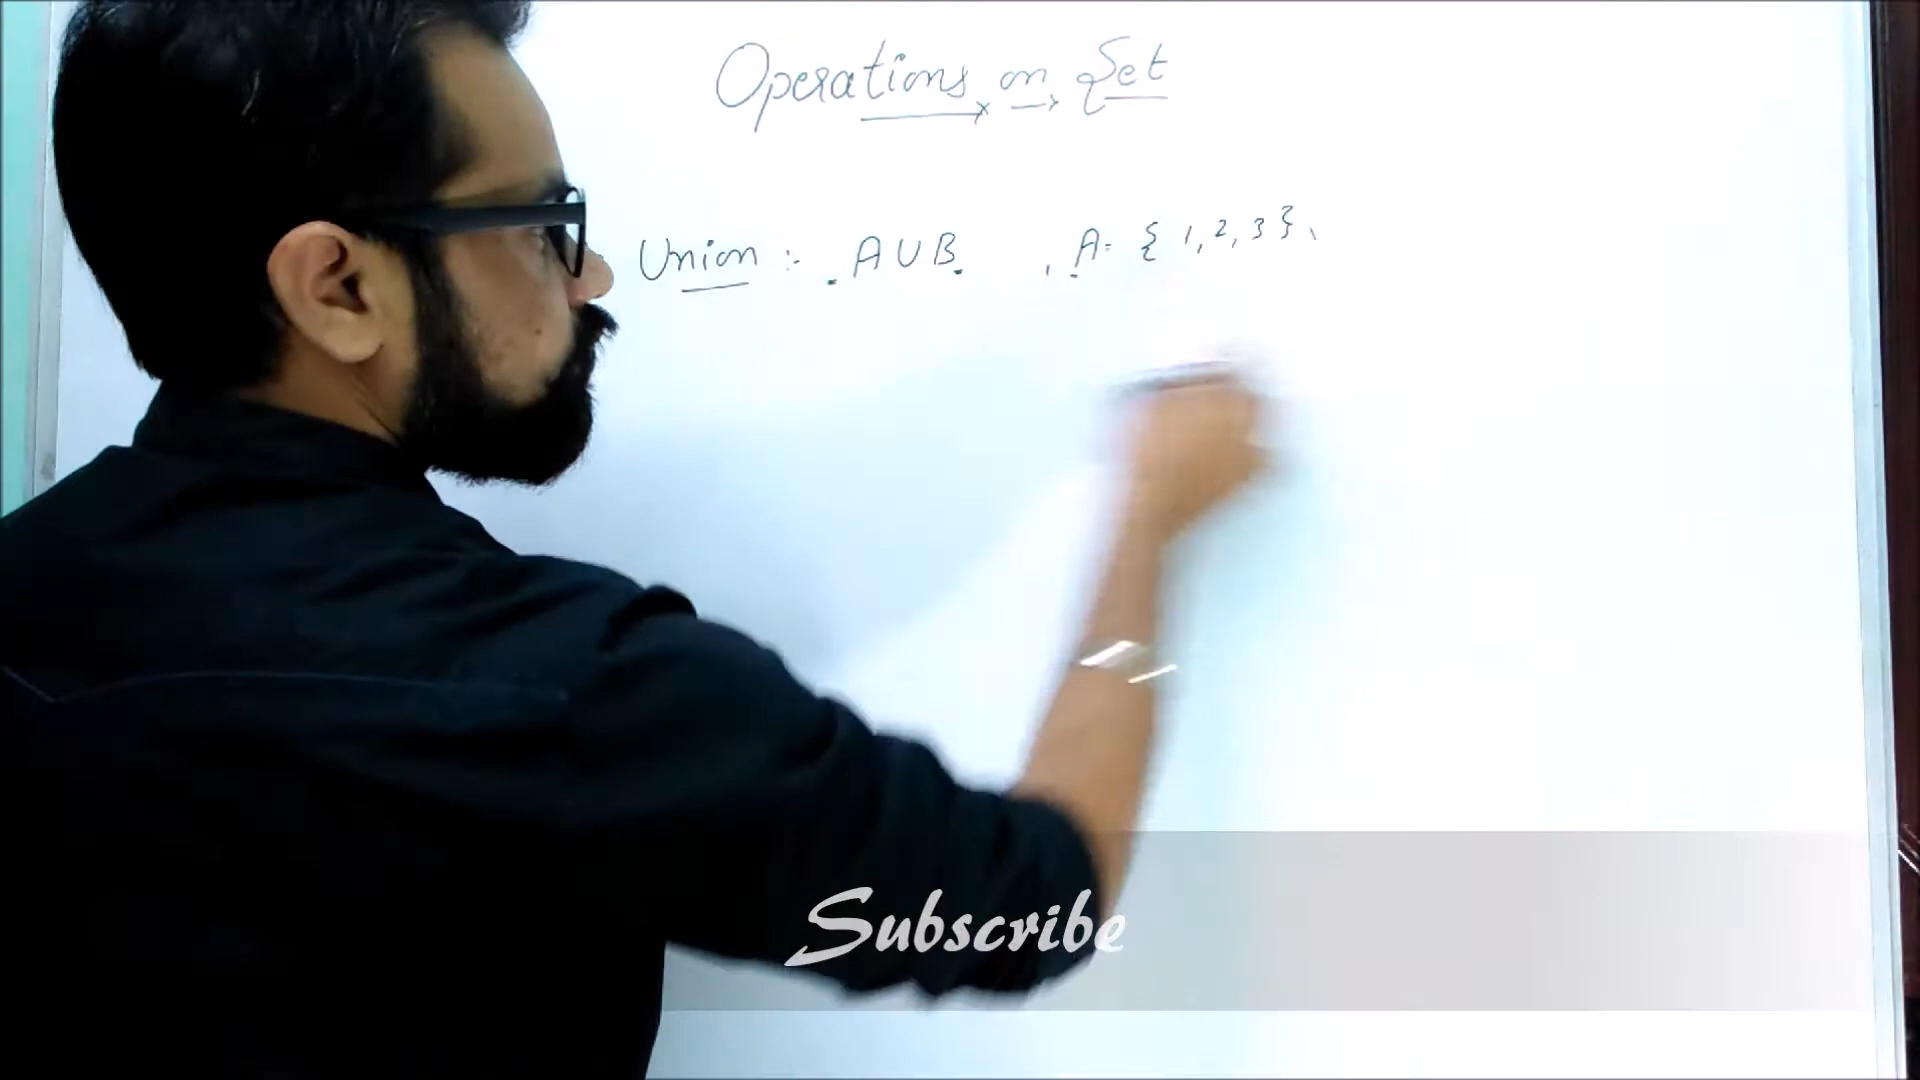 Operations on Set
Union :- A U B , A = { 1, 2, 3 },
Subscribe